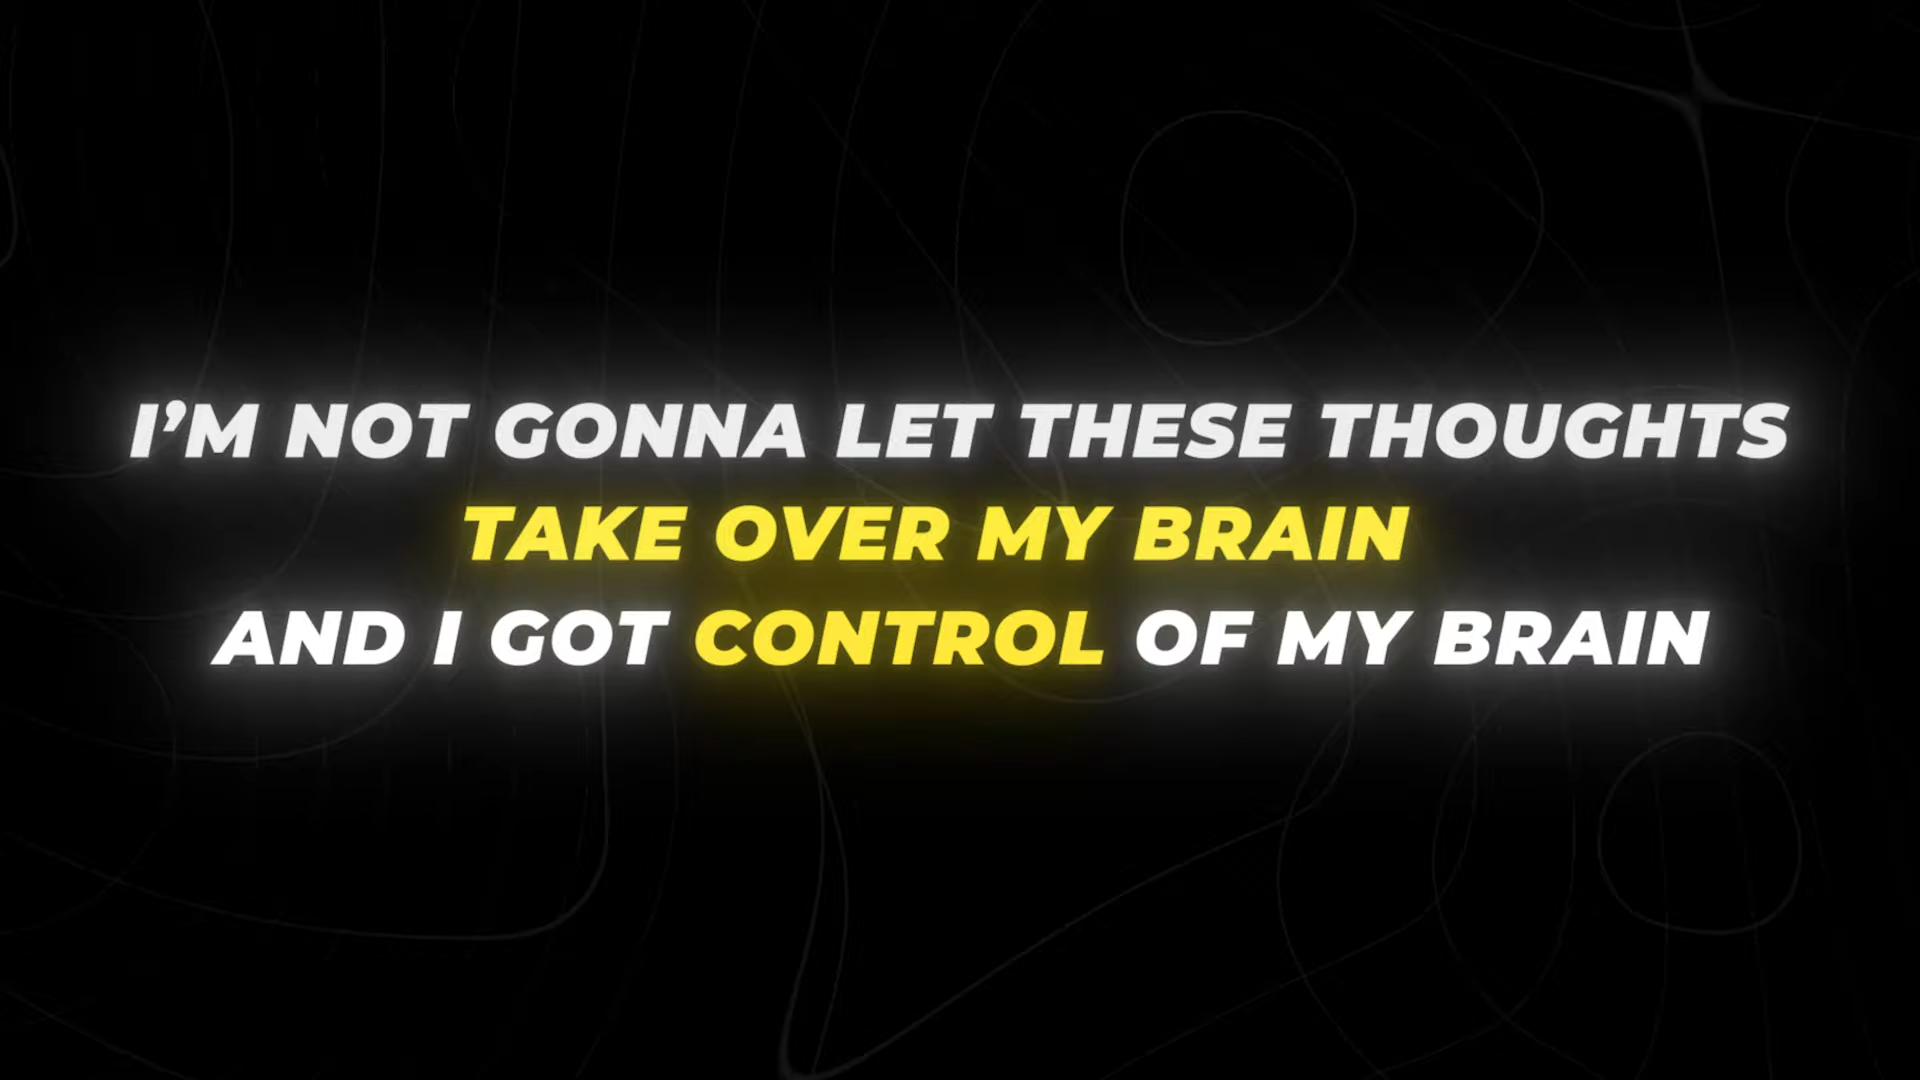 I’M NOT GONNA LET THESE THOUGHTS
TAKE OVER MY BRAIN
AND I GOT CONTROL OF MY BRAIN